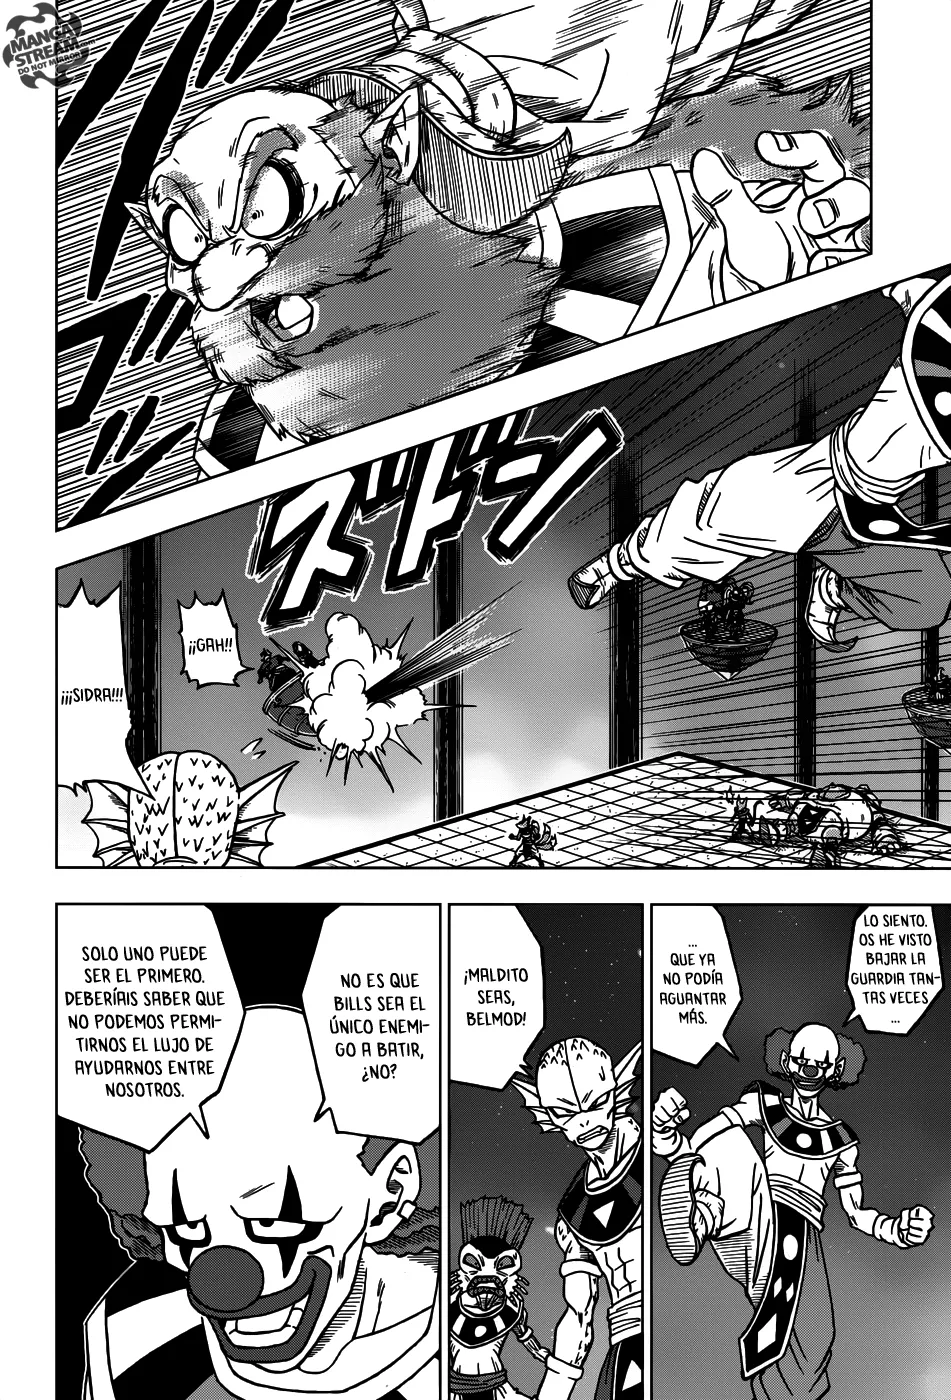 MANGA
STREAM.com
DO NOT MIRROR
ズドドドン
¡¡GAH!!
¡¡¡SIDRA!!!
LO SIENTO.
OS HE VISTO
BAJAR LA
GUARDIA TAN-
TAS VECES
...
...
QUE YA
NO PODÍA
AGUANTAR
MÁS.
¡MALDITO
SEAS,
BELMOD!
NO ES QUE
BILLS SEA EL
ÚNICO ENEMI-
GO A BATIR,
¿NO?
SOLO UNO PUEDE
SER EL PRIMERO.
DEBERÍAIS SABER QUE
NO PODEMOS PERMI-
TIRNOS EL LUJO DE
AYUDARNOS ENTRE
NOSOTROS.